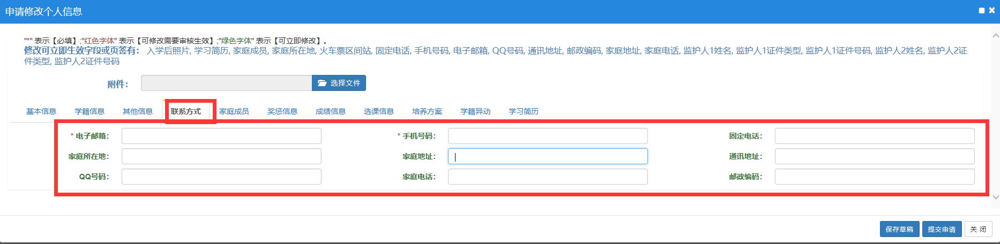 申请修改个人信息
"*" 表示【必填】;"红色字体" 表示【可修改需要审核生效】;"绿色字体" 表示【可立即修改】。
修改可立即生效字段或页签有： 入学后照片, 学习简历, 家庭成员, 家庭所在地, 火车票区间站, 固定电话, 手机号码, 电子邮箱, QQ号码, 通讯地址, 邮政编码, 家庭地址, 家庭电话, 监护人1姓名, 监护人1证件类型, 监护人1证件号码, 监护人2姓名, 监护人2证
件类型, 监护人2证件号码
附件： 选择文件
基本信息 学籍信息 其他信息 联系方式 家庭成员 奖惩信息 成绩信息 选课信息 培养方案 学籍异动 学习简历
* 电子邮箱： * 手机号码： 固定电话：
家庭所在地： 家庭地址： 通讯地址：
QQ号码： 家庭电话： 邮政编码：
保存草稿 提交申请 关 闭